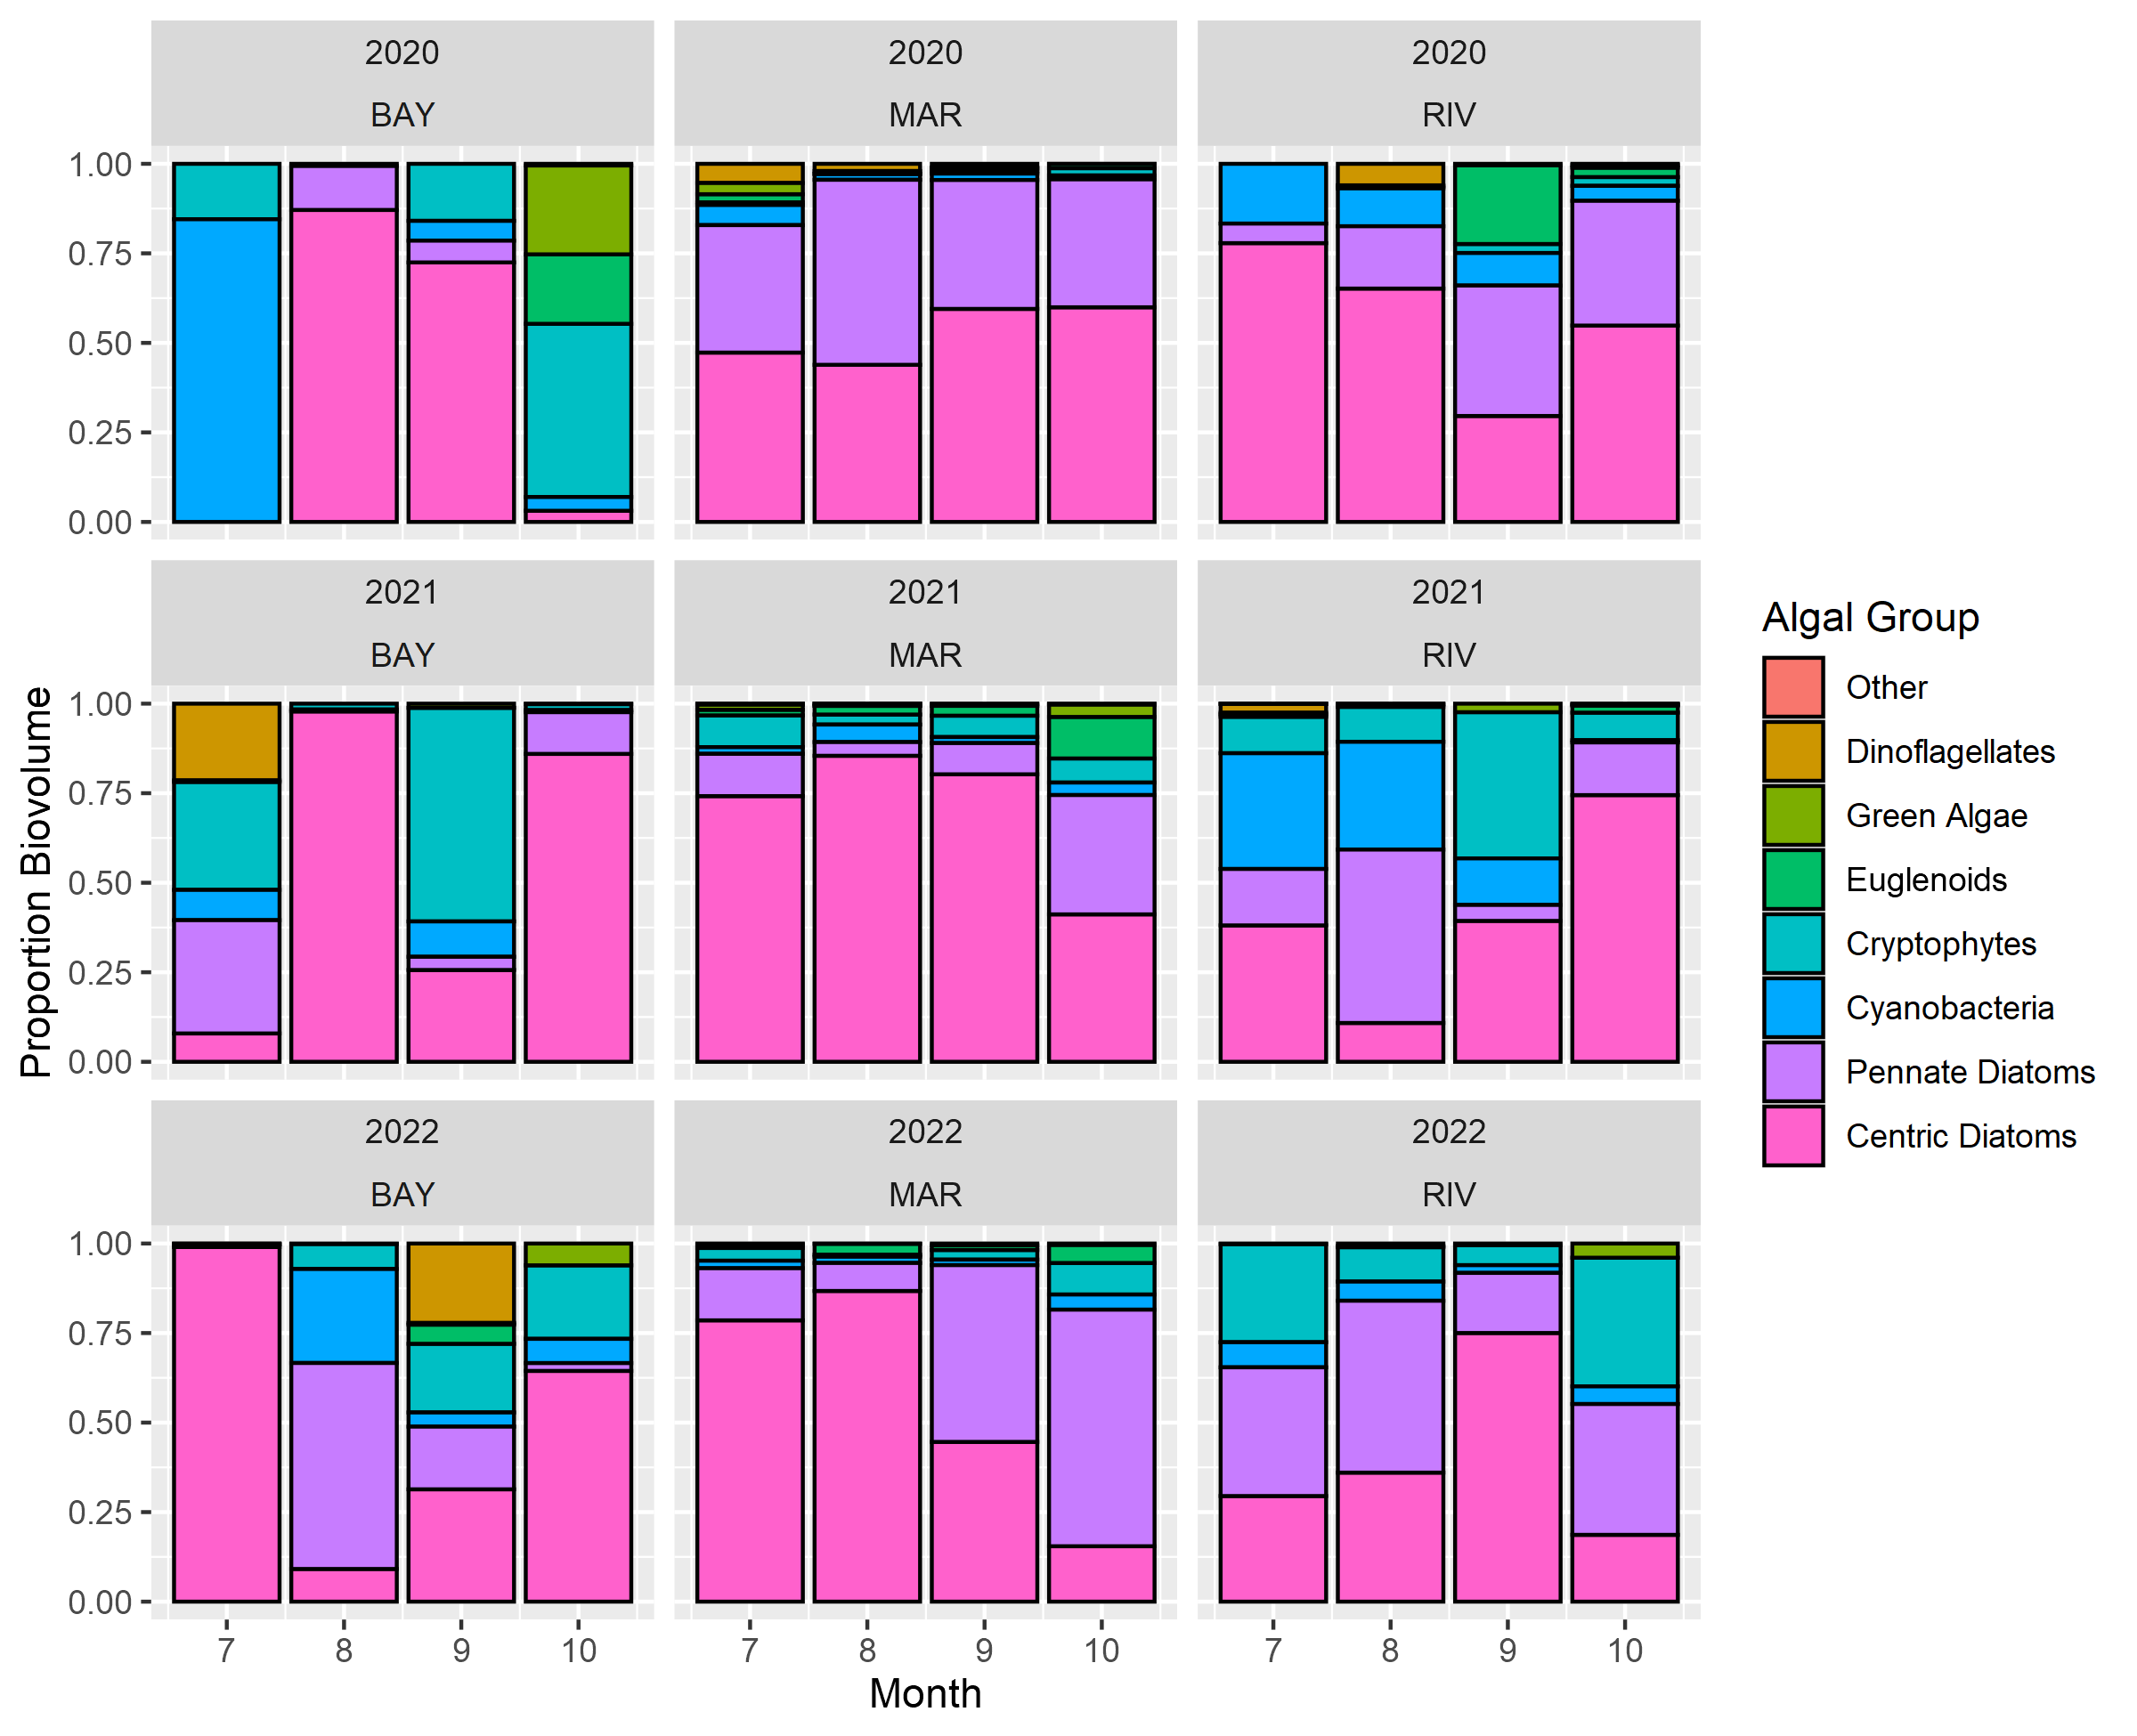 2020
BAY
2020
MAR
2020
RIV
1.00
0.75
0.50
0.25
0.00
2021
BAY
2021
MAR
2021
RIV
1.00
0.75
0.50
0.25
0.00
2022
BAY
2022
MAR
2022
RIV
1.00
0.75
0.50
0.25
0.00
7 8 9 10
7 8 9 10
7 8 9 10
Month
Proportion Biovolume
Algal Group
Other
Dinoflagellates
Green Algae
Euglenoids
Cryptophytes
Cyanobacteria
Pennate Diatoms
Centric Diatoms